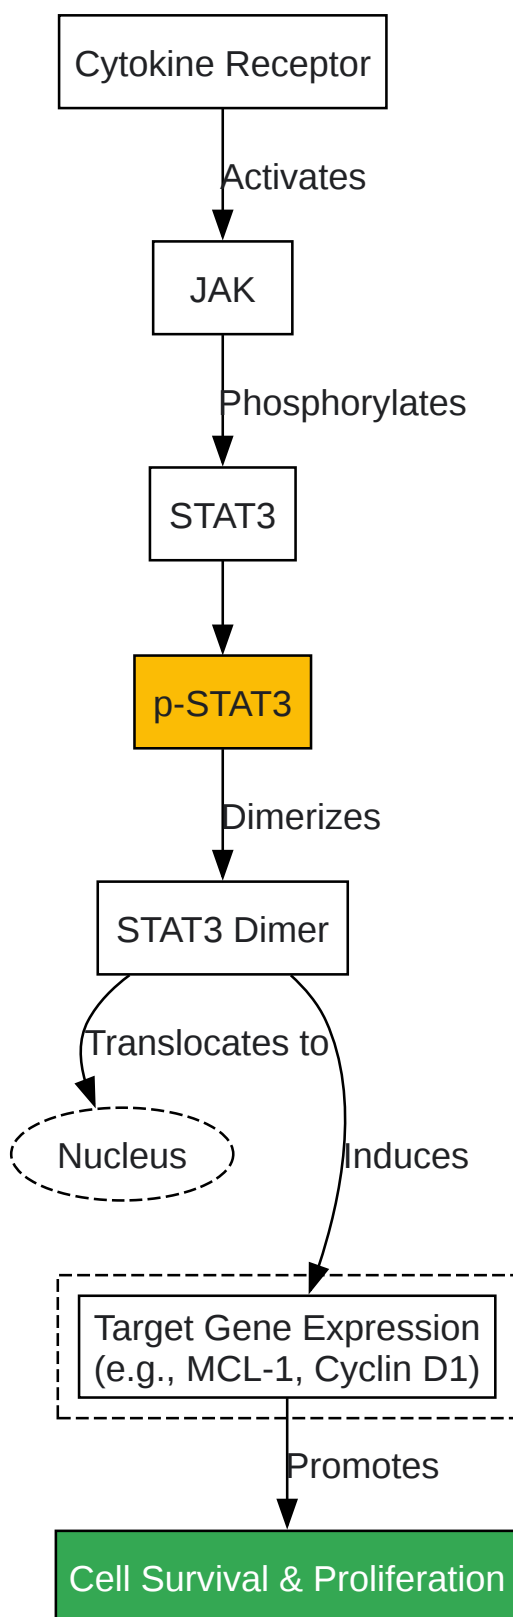 Cytokine Receptor
Activates
JAK
Phosphorylates
STAT3
p-STAT3
Dimerizes
STAT3 Dimer
Translocates to
Nucleus
Induces
Target Gene Expression
(e.g., MCL-1, Cyclin D1)
Promotes
Cell Survival & Proliferation